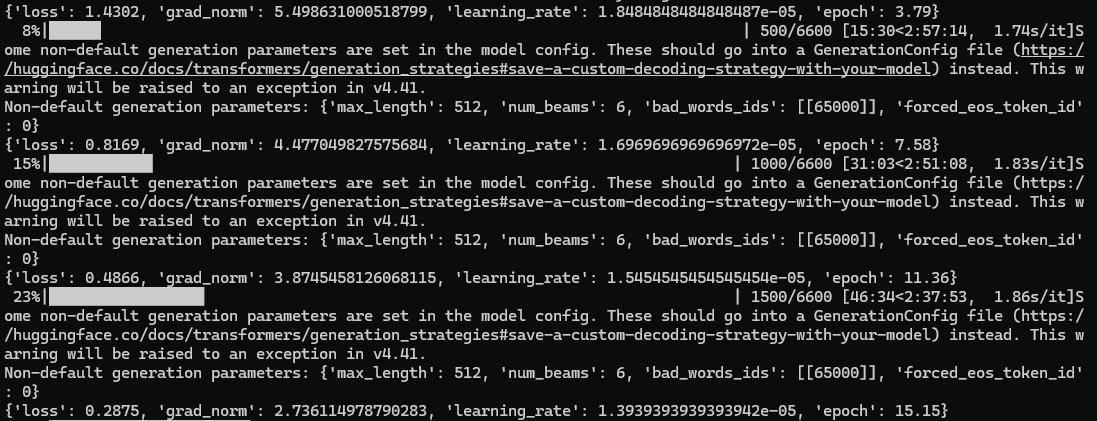 {'loss': 1.4302, 'grad_norm': 5.498631000518799, 'learning_rate': 1.8484848484848487e-05, 'epoch': 3.79}
8%| | 500/6600 [15:30<2:57:14, 1.74s/it]S
ome non-default generation parameters are set in the model config. These should go into a GenerationConfig file (https:/
/huggingface.co/docs/transformers/generation_strategies#save-a-custom-decoding-strategy-with-your-model) instead. This w
arning will be raised to an exception in v4.41.
Non-default generation parameters: {'max_length': 512, 'num_beams': 6, 'bad_words_ids': [[65000]], 'forced_eos_token_id'
: 0}
{'loss': 0.8169, 'grad_norm': 4.477049827575684, 'learning_rate': 1.6969696969696972e-05, 'epoch': 7.58}
15%| | 1000/6600 [31:03<2:51:08, 1.83s/it]S
ome non-default generation parameters are set in the model config. These should go into a GenerationConfig file (https:/
/huggingface.co/docs/transformers/generation_strategies#save-a-custom-decoding-strategy-with-your-model) instead. This w
arning will be raised to an exception in v4.41.
Non-default generation parameters: {'max_length': 512, 'num_beams': 6, 'bad_words_ids': [[65000]], 'forced_eos_token_id'
: 0}
{'loss': 0.4866, 'grad_norm': 3.8745458126068115, 'learning_rate': 1.5454545454545454e-05, 'epoch': 11.36}
23%| | 1500/6600 [46:34<2:37:53, 1.86s/it]S
ome non-default generation parameters are set in the model config. These should go into a GenerationConfig file (https:/
/huggingface.co/docs/transformers/generation_strategies#save-a-custom-decoding-strategy-with-your-model) instead. This w
arning will be raised to an exception in v4.41.
Non-default generation parameters: {'max_length': 512, 'num_beams': 6, 'bad_words_ids': [[65000]], 'forced_eos_token_id'
: 0}
{'loss': 0.2875, 'grad_norm': 2.736114978790283, 'learning_rate': 1.3939393939393942e-05, 'epoch': 15.15}